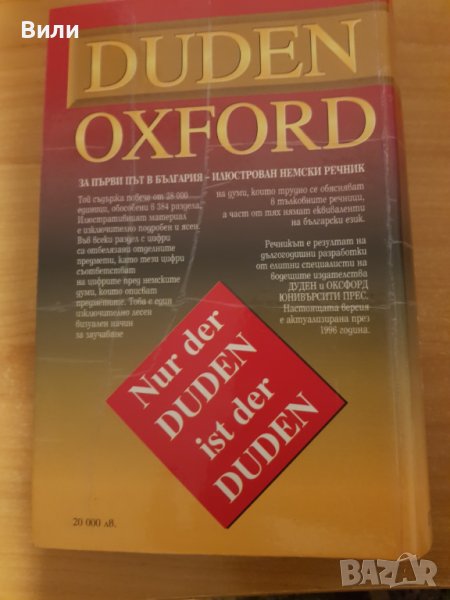 Вили
DUDEN
OXFORD
ЗА ПЪРВИ ПЪТ В БЪЛГАРИЯ - ИЛЮСТРОВАН НЕМСКИ РЕЧНИК
Той съдържа повече от 28 000
единици, обособени в 384 раздела.
Илюстративният материал
е изключително подробен и ясен.
Във всеки раздел с цифри
са отбелязани отделните
предмети, като тези цифри
съответстват
на цифрите пред немските
думи, които описват
предметите. Това е един
изключително лесен
визуален начин
за заучаване
на думи, които трудно се обясняват
в тълковните речници,
а част от тях нямат еквиваленти
на български език.
Речникът е резултат на
дългогодишни разработки
от елитни специалисти на
водещите издателства
ДУДЕН и ОКСФОРД
ЮНИВЪРСИТИ ПРЕС.
Настоящата версия
е актуализирана през
1996 година.
Nur der
DUDEN
ist der
DUDEN
20 000 лв.
BAZAR